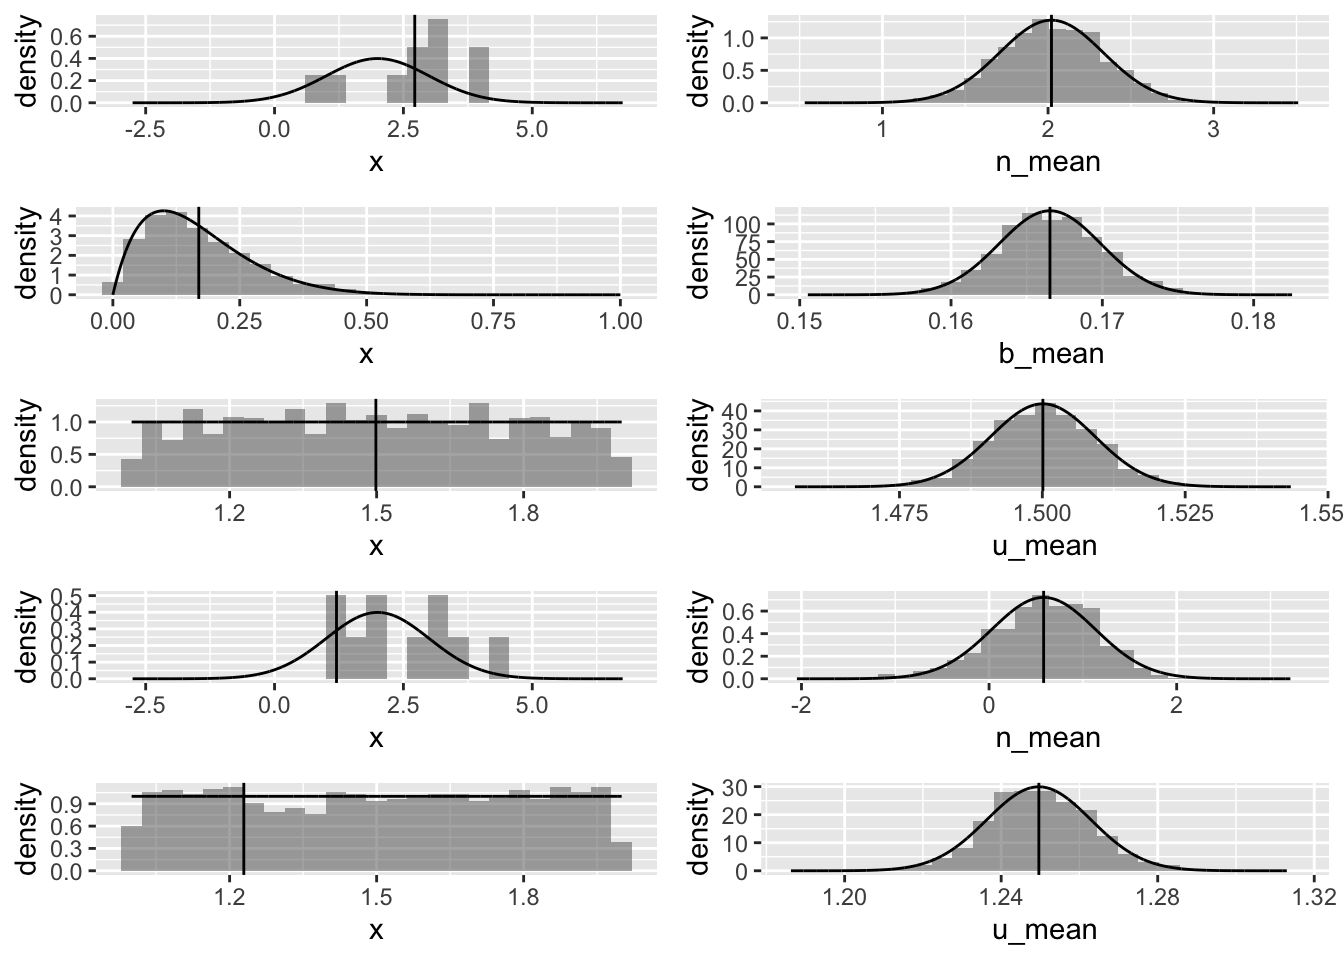 density
0.6
0.4
0.2
0.0
-2.5 0.0 2.5 5.0
x
density
1.0
0.5
0.0
1 2 3
n_mean
density
4
3
2
1
0
0.00 0.25 0.50 0.75 1.00
x
density
100
75
50
25
0
0.15 0.16 0.17 0.18
b_mean
density
1.0
0.5
0.0
1.2 1.5 1.8
x
density
40
30
20
10
0
1.475 1.500 1.525 1.55
u_mean
density
0.5
0.4
0.3
0.2
0.1
0.0
-2.5 0.0 2.5 5.0
x
density
0.6
0.4
0.2
0.0
-2 0 2
n_mean
density
0.9
0.6
0.3
0.0
1.2 1.5 1.8
x
density
30
20
10
0
1.20 1.24 1.28 1.32
u_mean